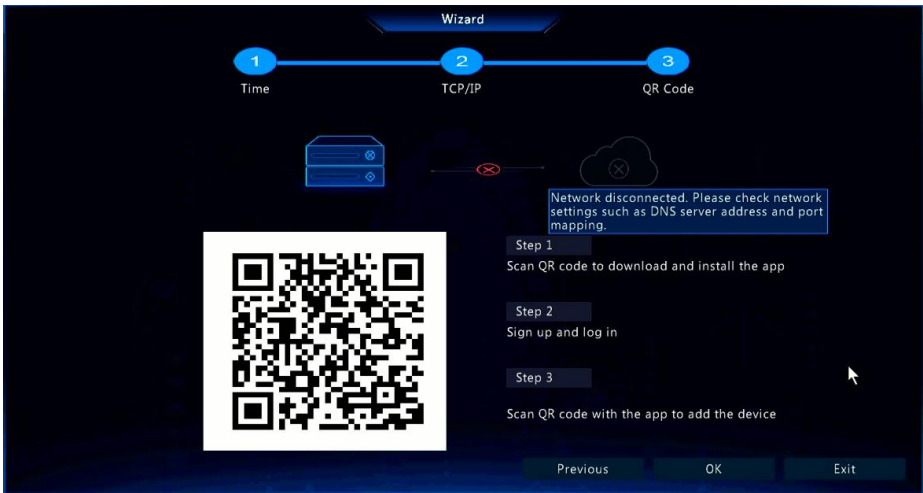 Wizard
1
2
3
Time
TCP/IP
QR Code
Network disconnected. Please check network
settings such as DNS server address and port
mapping.
Step 1
Scan QR code to download and install the app
Step 2
Sign up and log in
Step 3
Scan QR code with the app to add the device
Previous
OK
Exit